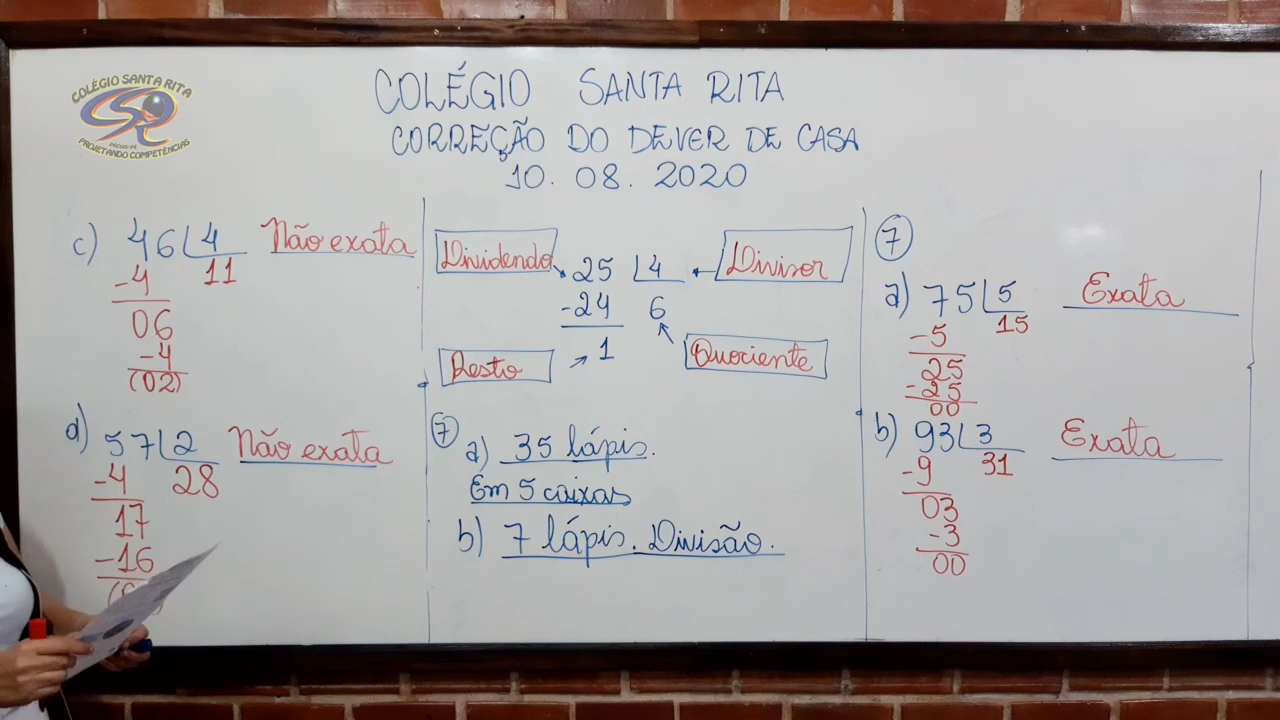 COLÉGIO SANTA RITA
PROJETANDO COMPETÊNCIAS
COLÉGIO SANTA RITA
CORREÇÃO DO DEVER DE CASA
10. 08. 2020
c) 46 4 Não exata
-4 11
06
-4
(02)
d) 57 2 Não exata
-4 28
17
-16
Dividendo 25 4 Divisor
-24 6
Resto 1 Quociente
7 a) 35 lápis.
Em 5 caixas
b) 7 lápis. Divisão.
7
a) 75 5 Exata
-5 15
25
-25
00
b) 93 3 Exata
-9 31
03
-3
00